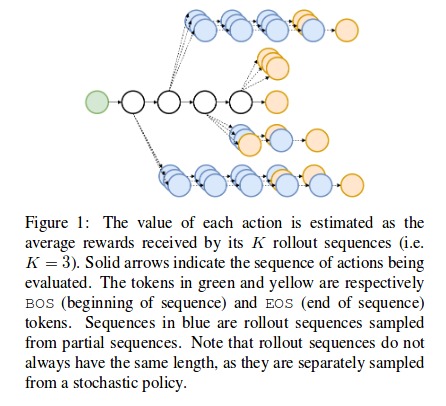 Figure 1: The value of each action is estimated as the
average rewards received by its K rollout sequences (i.e.
K = 3). Solid arrows indicate the sequence of actions being
evaluated. The tokens in green and yellow are respectively
BOS (beginning of sequence) and EOS (end of sequence)
tokens. Sequences in blue are rollout sequences sampled
from partial sequences. Note that rollout sequences do not
always have the same length, as they are separately sampled
from a stochastic policy.